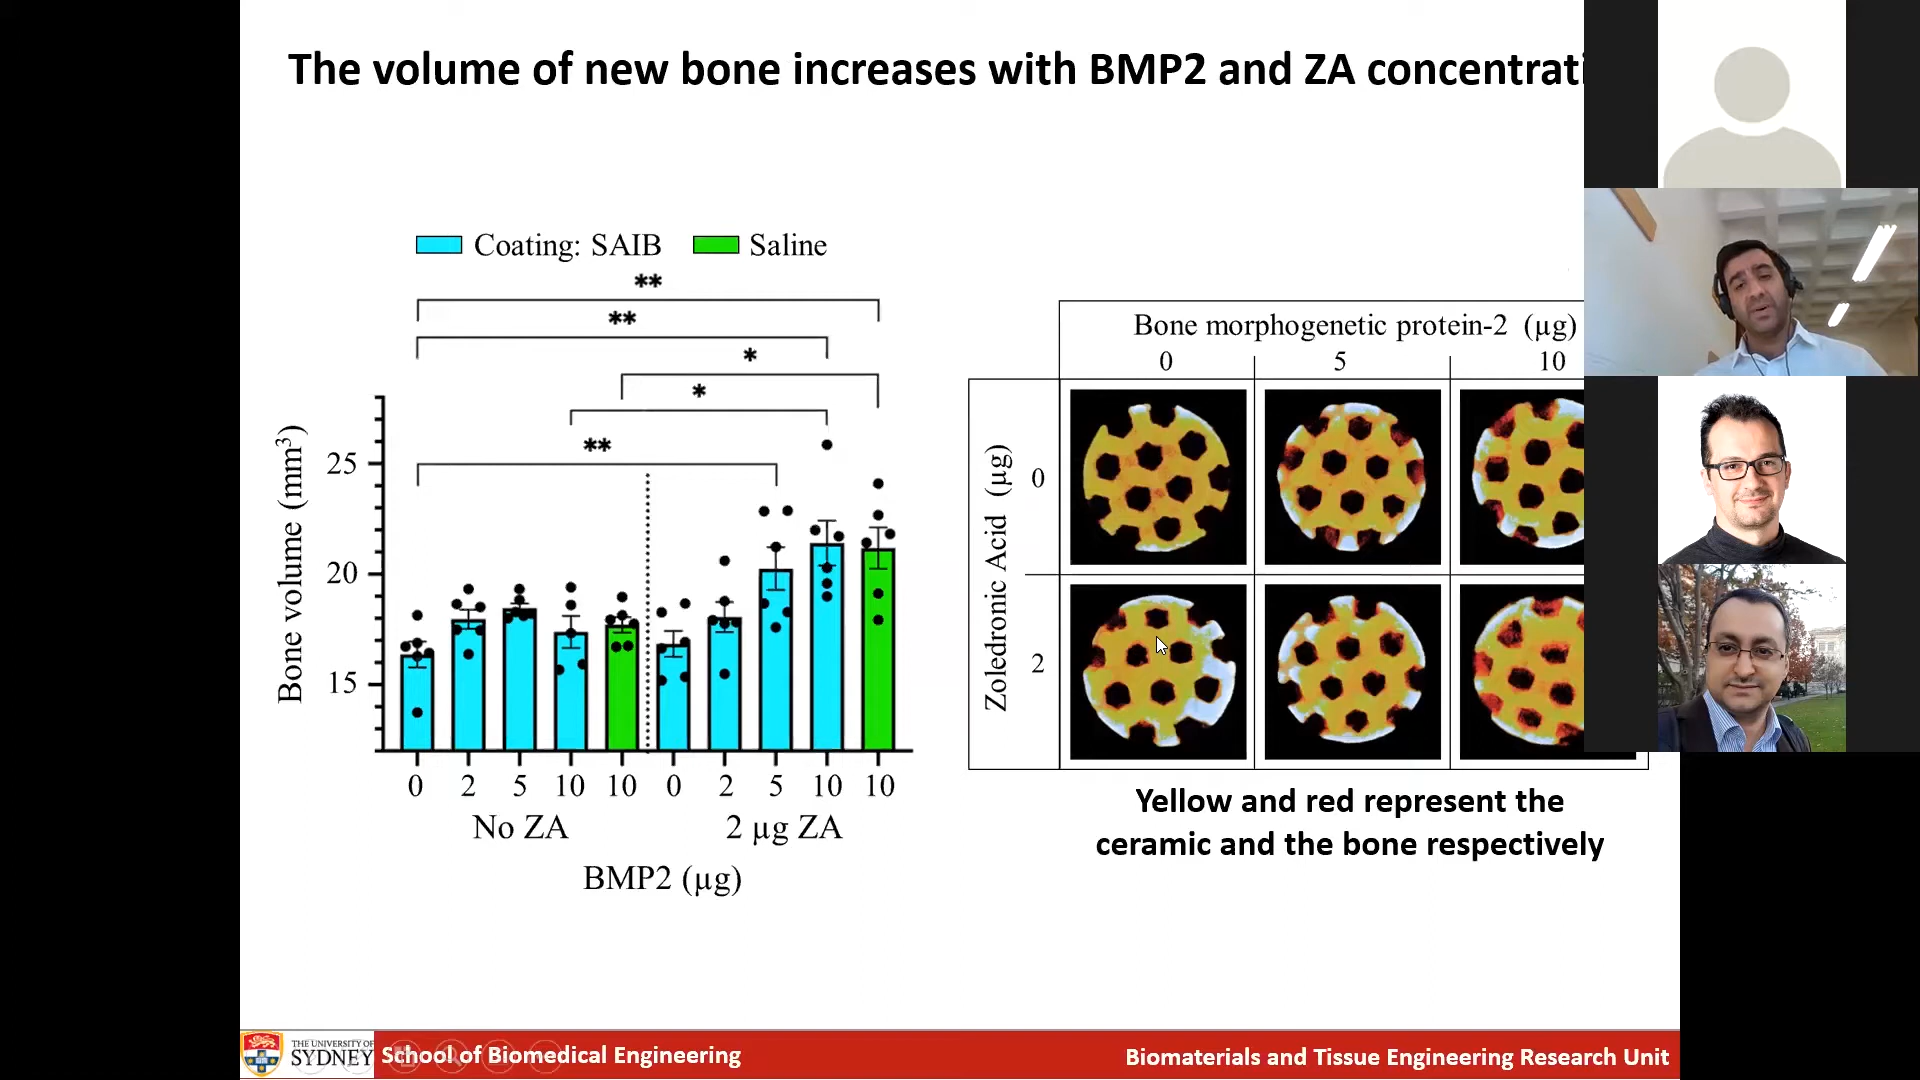 The volume of new bone increases with BMP2 and ZA concentrati
Coating: SAIB
Saline
**
**
*
*
**
Bone volume (mm³)
25
20
15
0 2 5 10 10 0 2 5 10 10
No ZA
2 µg ZA
BMP2 (µg)
Bone morphogenetic protein-2 (µg)
0 5 10
Zoledronic Acid (µg)
0
2
Yellow and red represent the
ceramic and the bone respectively
THE UNIVERSITY OF
SYDNEY
School of Biomedical Engineering
Biomaterials and Tissue Engineering Research Unit